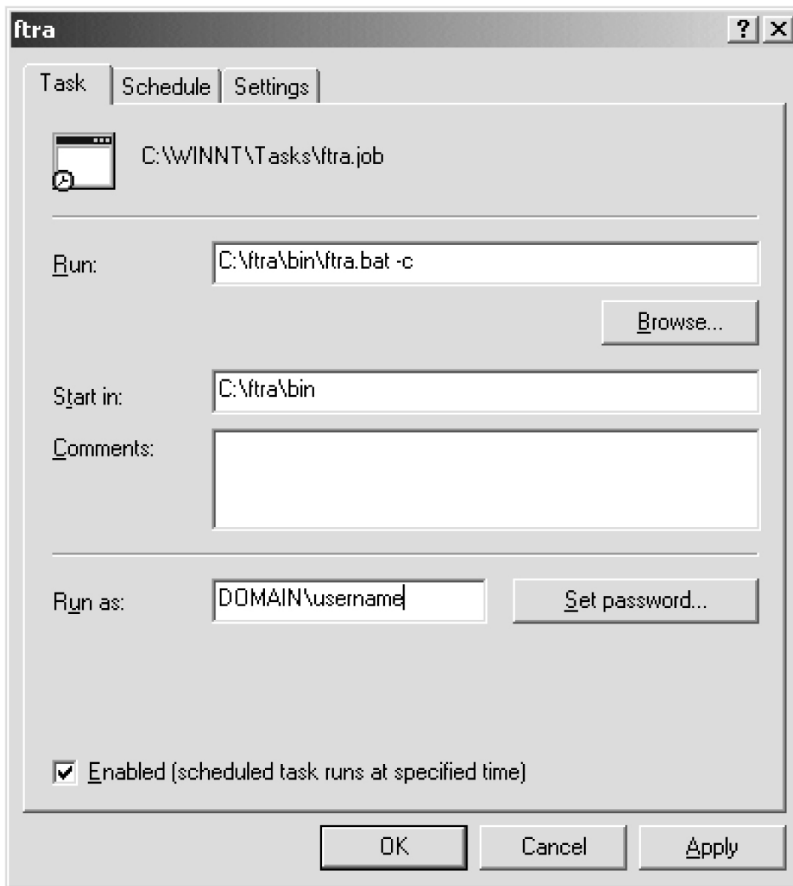 ftra
Task Schedule Settings
C:\WINNT\Tasks\ftra.job
Run: C:\ftra\bin\ftra.bat -c
Browse...
Start in: C:\ftra\bin
Comments:
Run as: DOMAIN\username Set password...
Enabled (scheduled task runs at specified time)
OK Cancel Apply